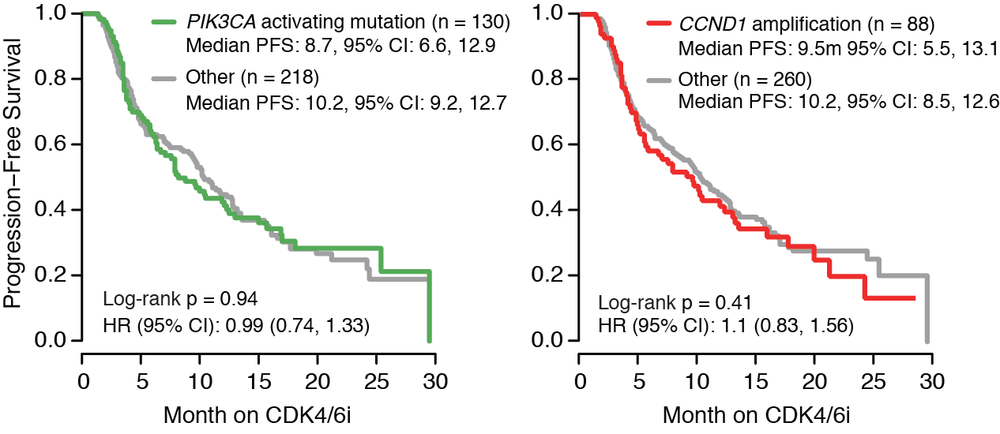 Progression–Free Survival
1.0
0.8
0.6
0.4
0.2
0.0
PIK3CA activating mutation (n = 130)
Median PFS: 8.7, 95% CI: 6.6, 12.9
Other (n = 218)
Median PFS: 10.2, 95% CI: 9.2, 12.7
Log-rank p = 0.94
HR (95% CI): 0.99 (0.74, 1.33)
0 5 10 15 20 25 30
Month on CDK4/6i
1.0
0.8
0.6
0.4
0.2
0.0
CCND1 amplification (n = 88)
Median PFS: 9.5m 95% CI: 5.5, 13.1
Other (n = 260)
Median PFS: 10.2, 95% CI: 8.5, 12.6
Log-rank p = 0.41
HR (95% CI): 1.1 (0.83, 1.56)
0 5 10 15 20 25 30
Month on CDK4/6i